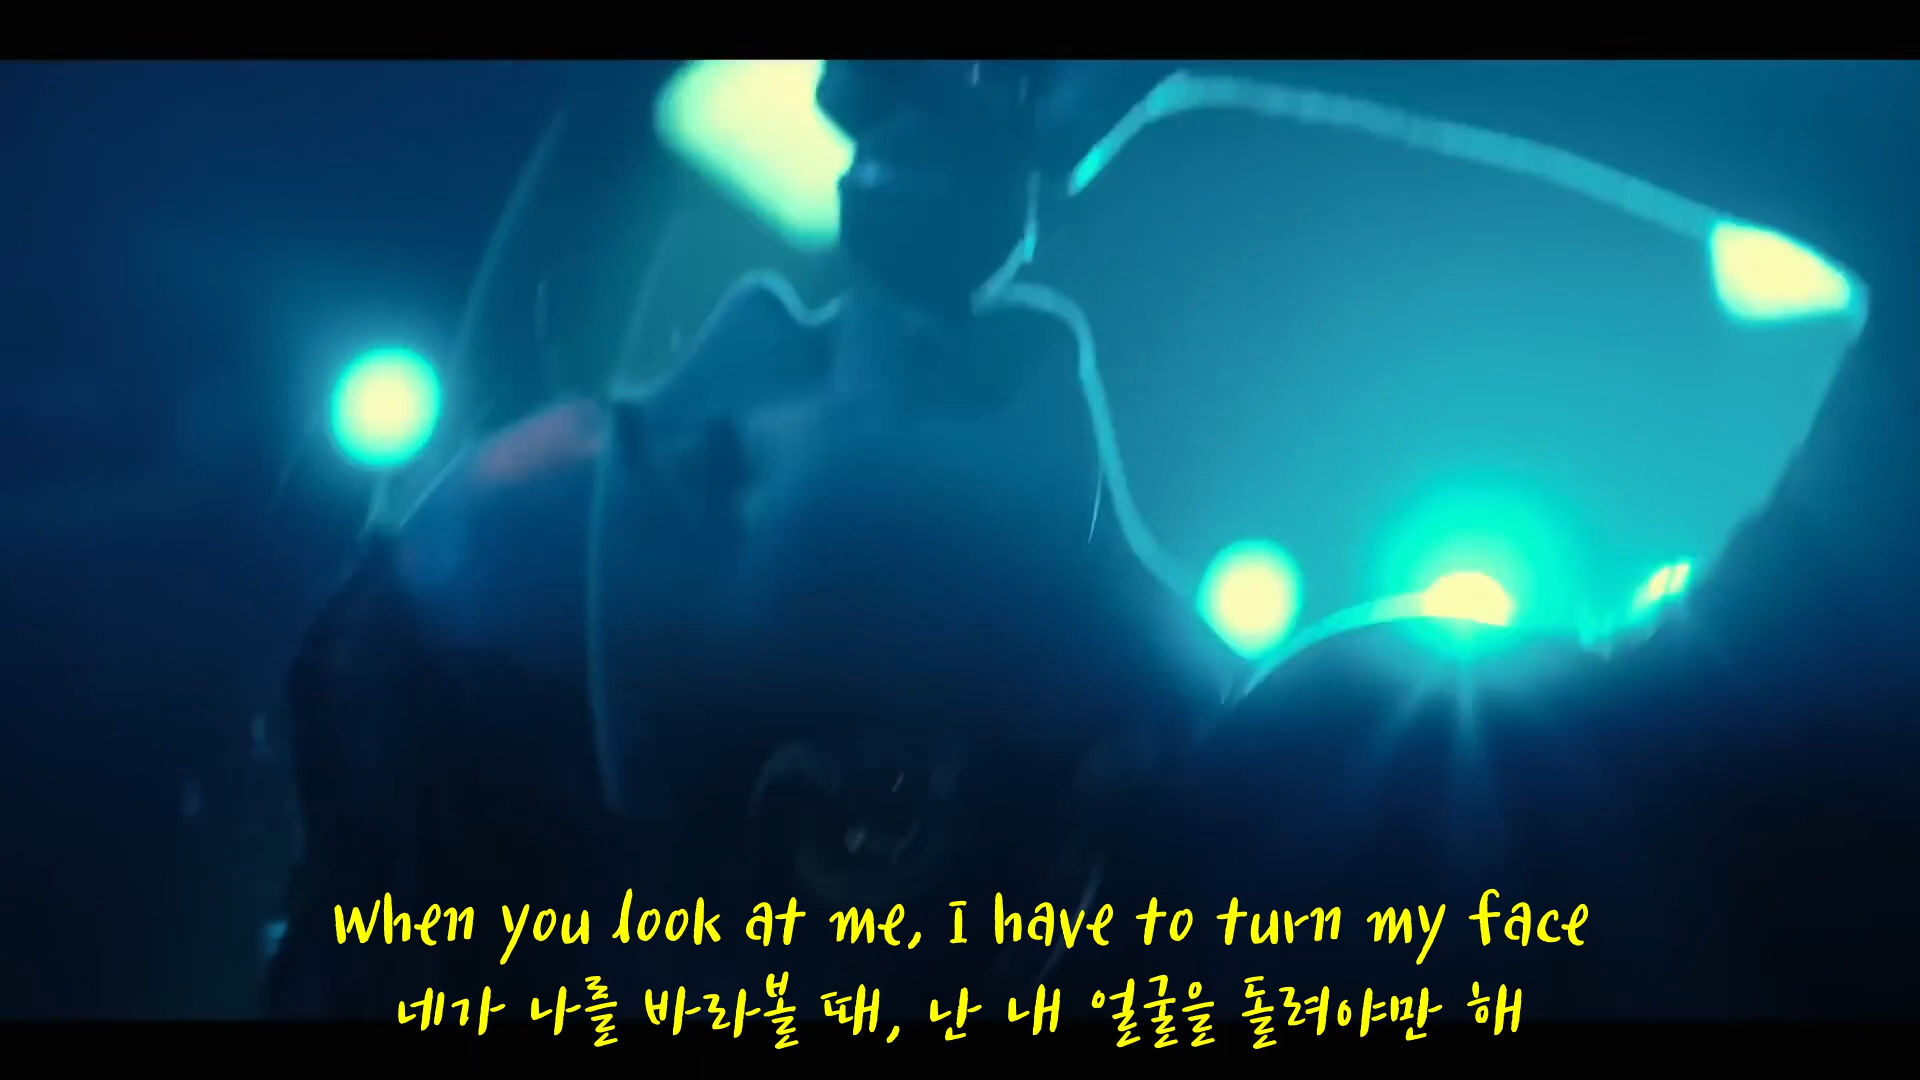 When you look at me, I have to turn my face
네가 나를 바라볼 때, 난 내 얼굴을 돌려야만 해